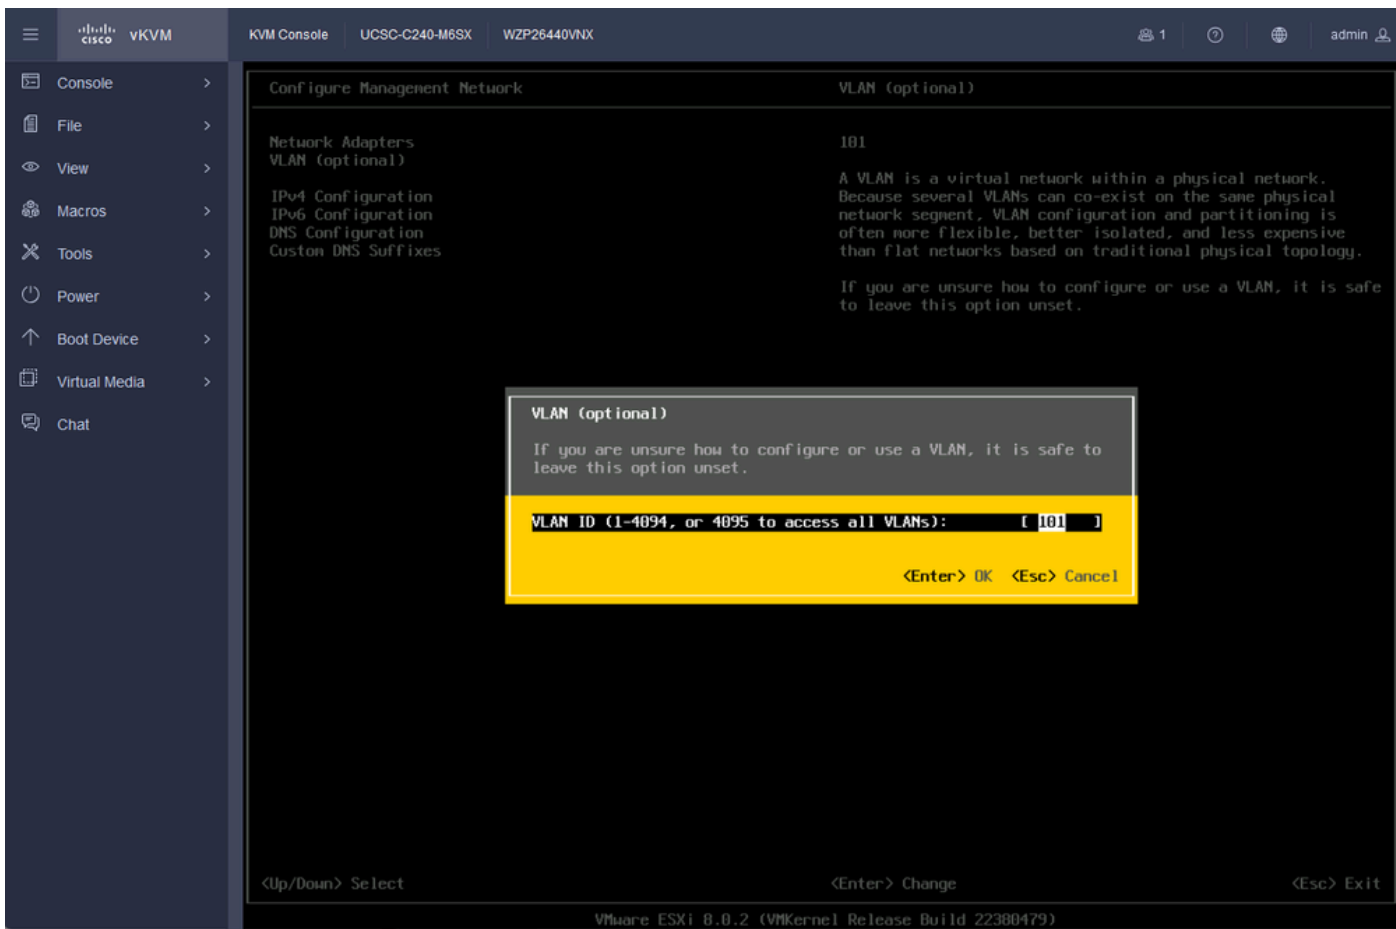 cisco vKVM
KVM Console UCSC-C240-M6SX WZP26440VNX 1 admin
Console
File
View
Macros
Tools
Power
Boot Device
Virtual Media
Chat
Configure Management Network VLAN (optional)
Network Adapters
VLAN (optional)
IPv4 Configuration
IPv6 Configuration
DNS Configuration
Custom DNS Suffixes
101
A VLAN is a virtual network within a physical network.
Because several VLANs can co-exist on the same physical
network segment, VLAN configuration and partitioning is
often more flexible, better isolated, and less expensive
than flat networks based on traditional physical topology.
If you are unsure how to configure or use a VLAN, it is safe
to leave this option unset.
VLAN (optional)
If you are unsure how to configure or use a VLAN, it is safe to
leave this option unset.
VLAN ID (1-4094, or 4095 to access all VLANs): [ 101 ]
<Enter> OK <Esc> Cancel
<Up/Down> Select <Enter> Change <Esc> Exit
VMware ESXi 8.0.2 (VMKernel Release Build 22380479)